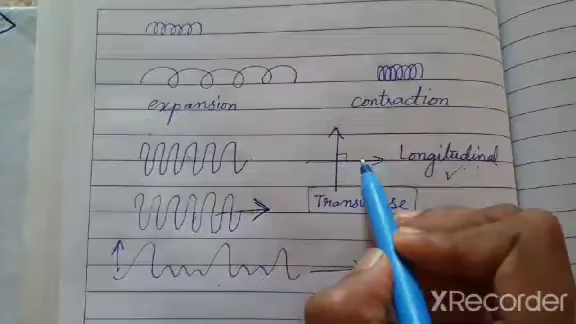 expansion
contraction
Longitudinal
Transverse
XRecorder